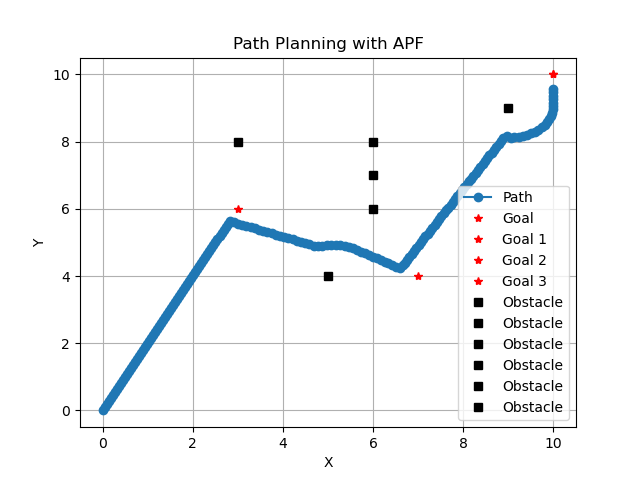 Path Planning with APF
10
8
6
4
2
0
Y
0
2
4
6
8
10
X
Path
Goal
Goal 1
Goal 2
Goal 3
Obstacle
Obstacle
Obstacle
Obstacle
Obstacle
Obstacle